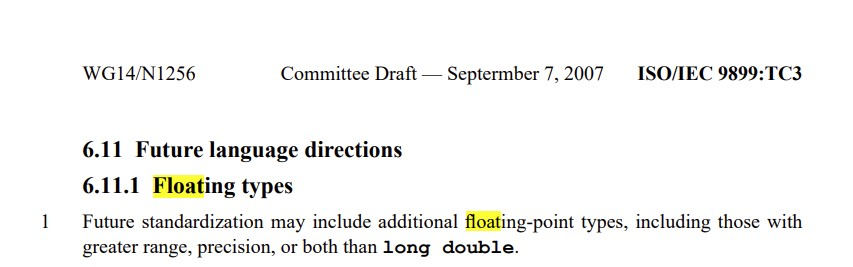 WG14/N1256 Committee Draft — Septermber 7, 2007 ISO/IEC 9899:TC3
6.11 Future language directions
6.11.1 Floating types
1 Future standardization may include additional floating-point types, including those with
greater range, precision, or both than long double.